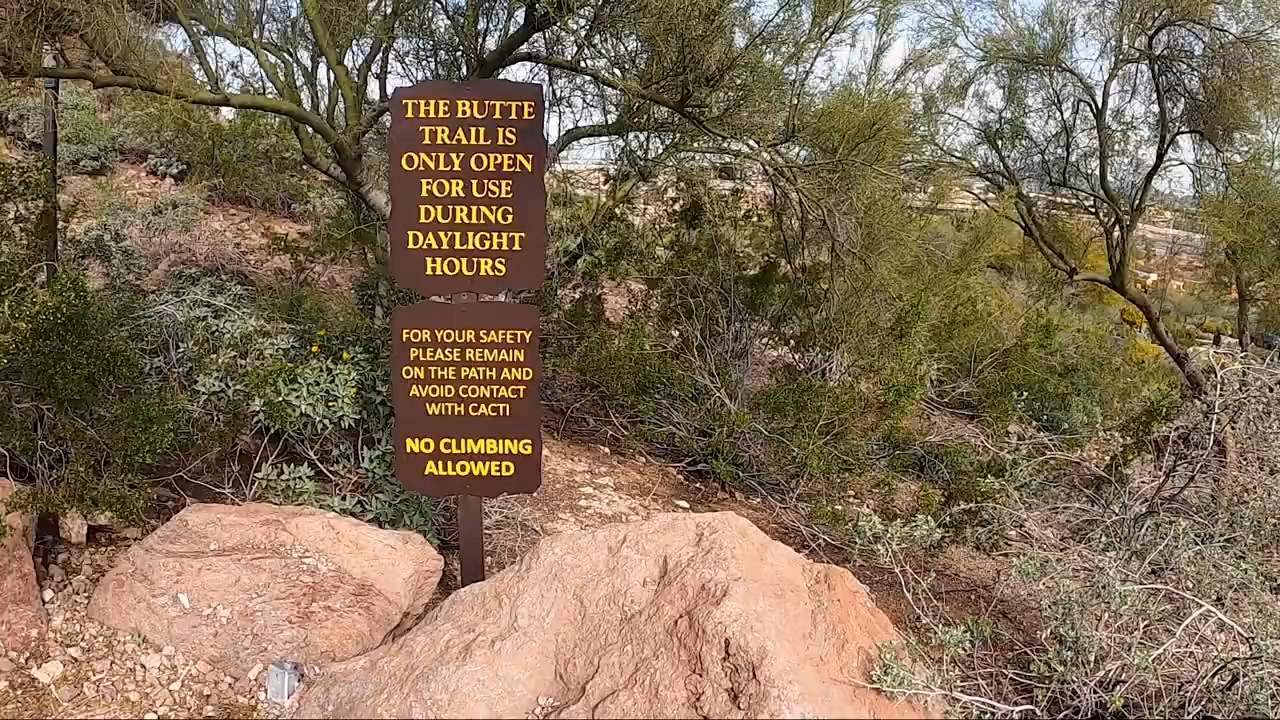 THE BUTTE
TRAIL IS
ONLY OPEN
FOR USE
DURING
DAYLIGHT
HOURS
FOR YOUR SAFETY
PLEASE REMAIN
ON THE PATH AND
AVOID CONTACT
WITH CACTI
NO CLIMBING
ALLOWED